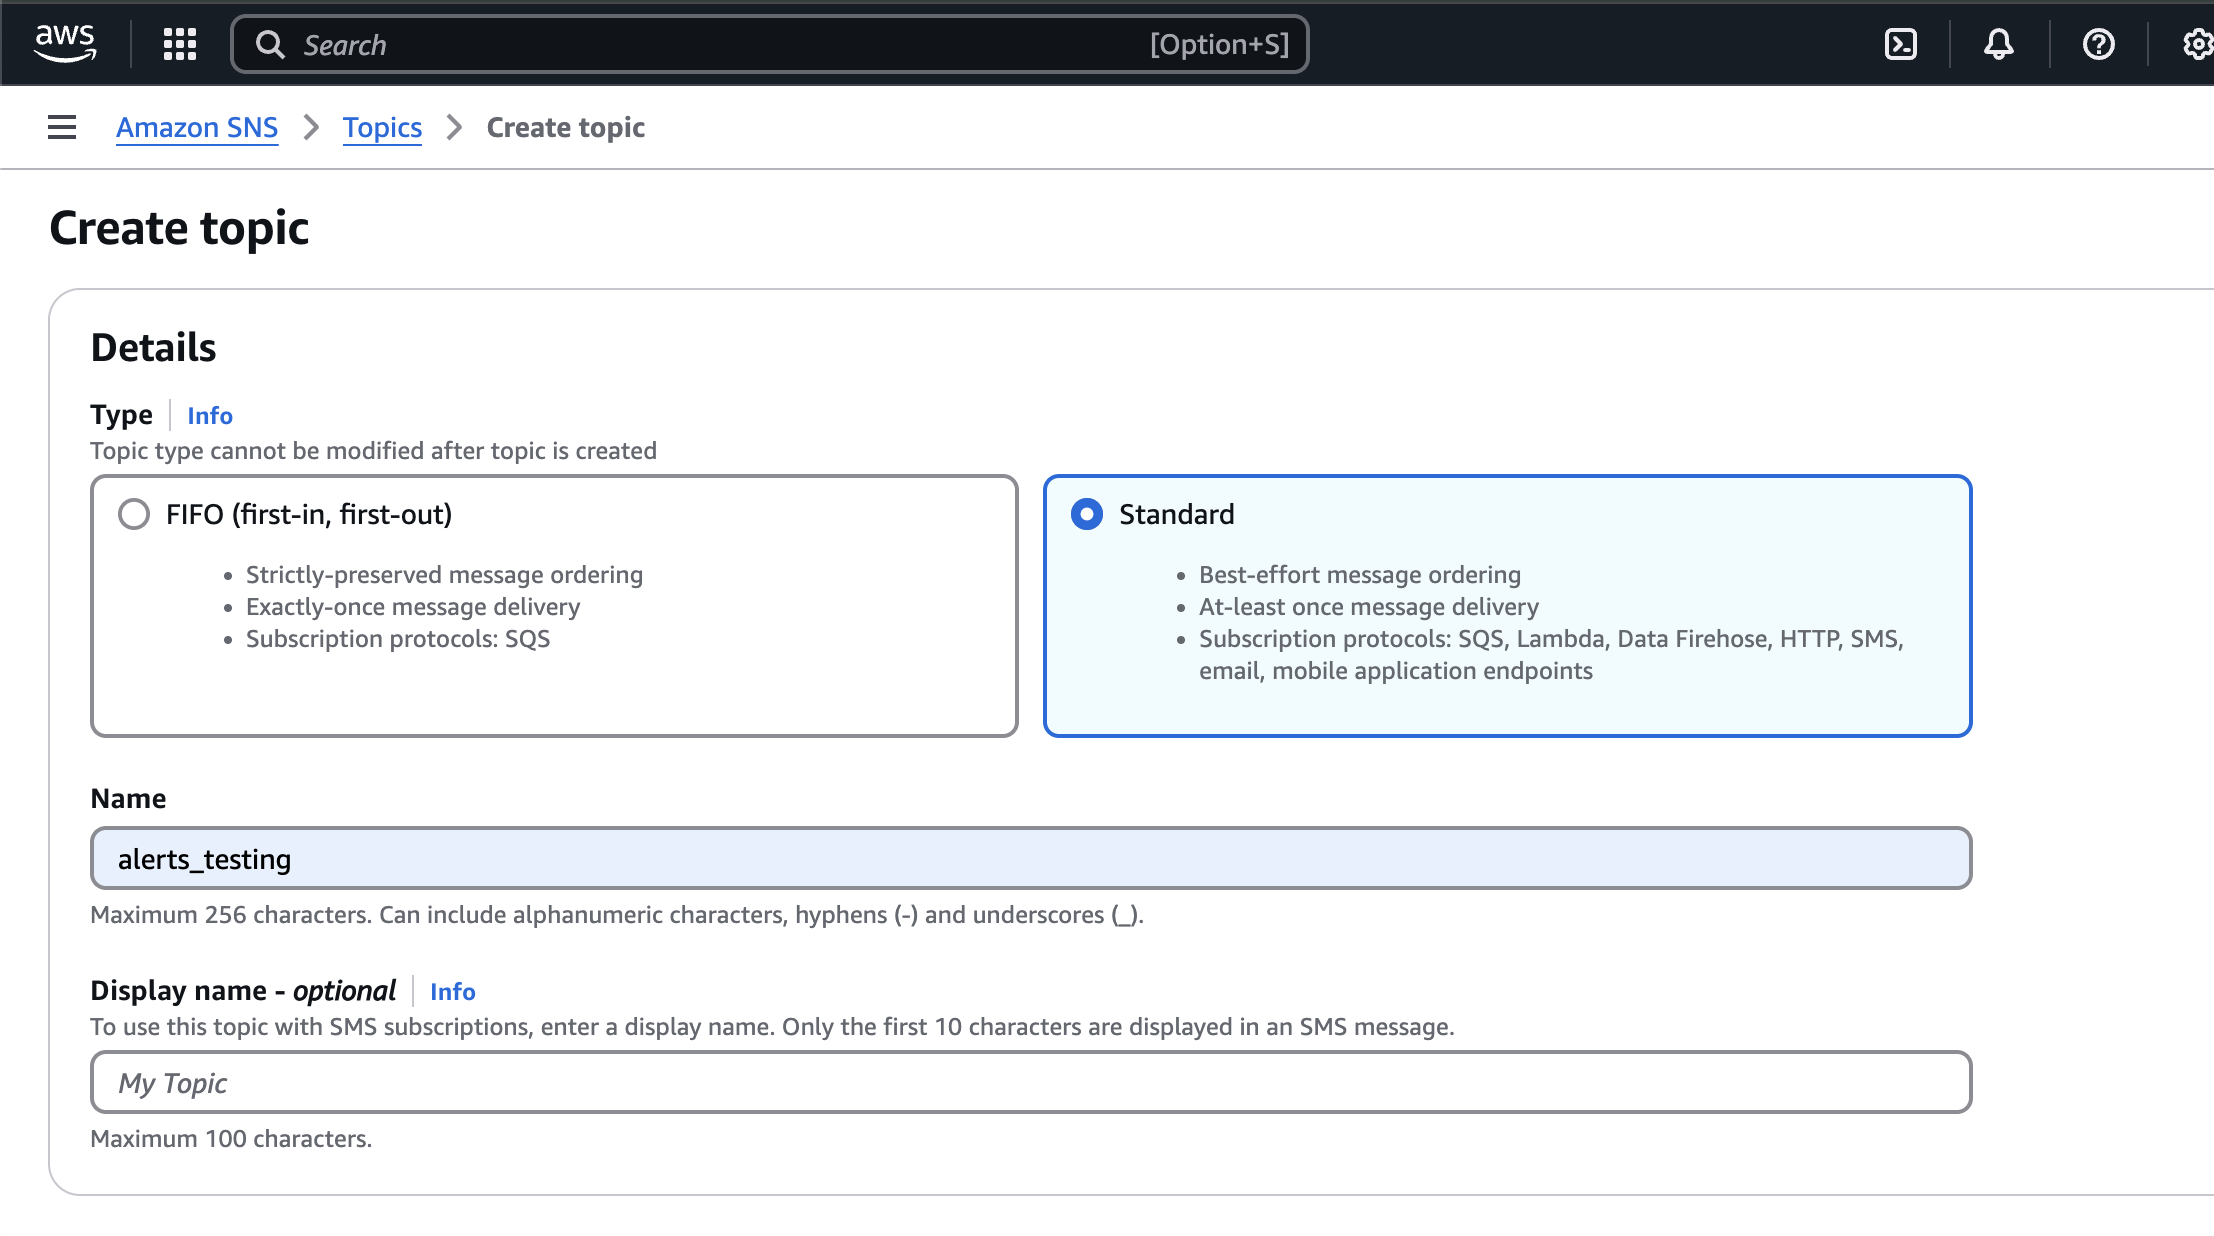 aws
Search [Option+S]
Amazon SNS > Topics > Create topic
Create topic
Details
Type Info
Topic type cannot be modified after topic is created
FIFO (first-in, first-out)
• Strictly-preserved message ordering
• Exactly-once message delivery
• Subscription protocols: SQS
Standard
• Best-effort message ordering
• At-least once message delivery
• Subscription protocols: SQS, Lambda, Data Firehose, HTTP, SMS,
email, mobile application endpoints
Name
alerts_testing
Maximum 256 characters. Can include alphanumeric characters, hyphens (-) and underscores (_).
Display name - optional Info
To use this topic with SMS subscriptions, enter a display name. Only the first 10 characters are displayed in an SMS message.
My Topic
Maximum 100 characters.